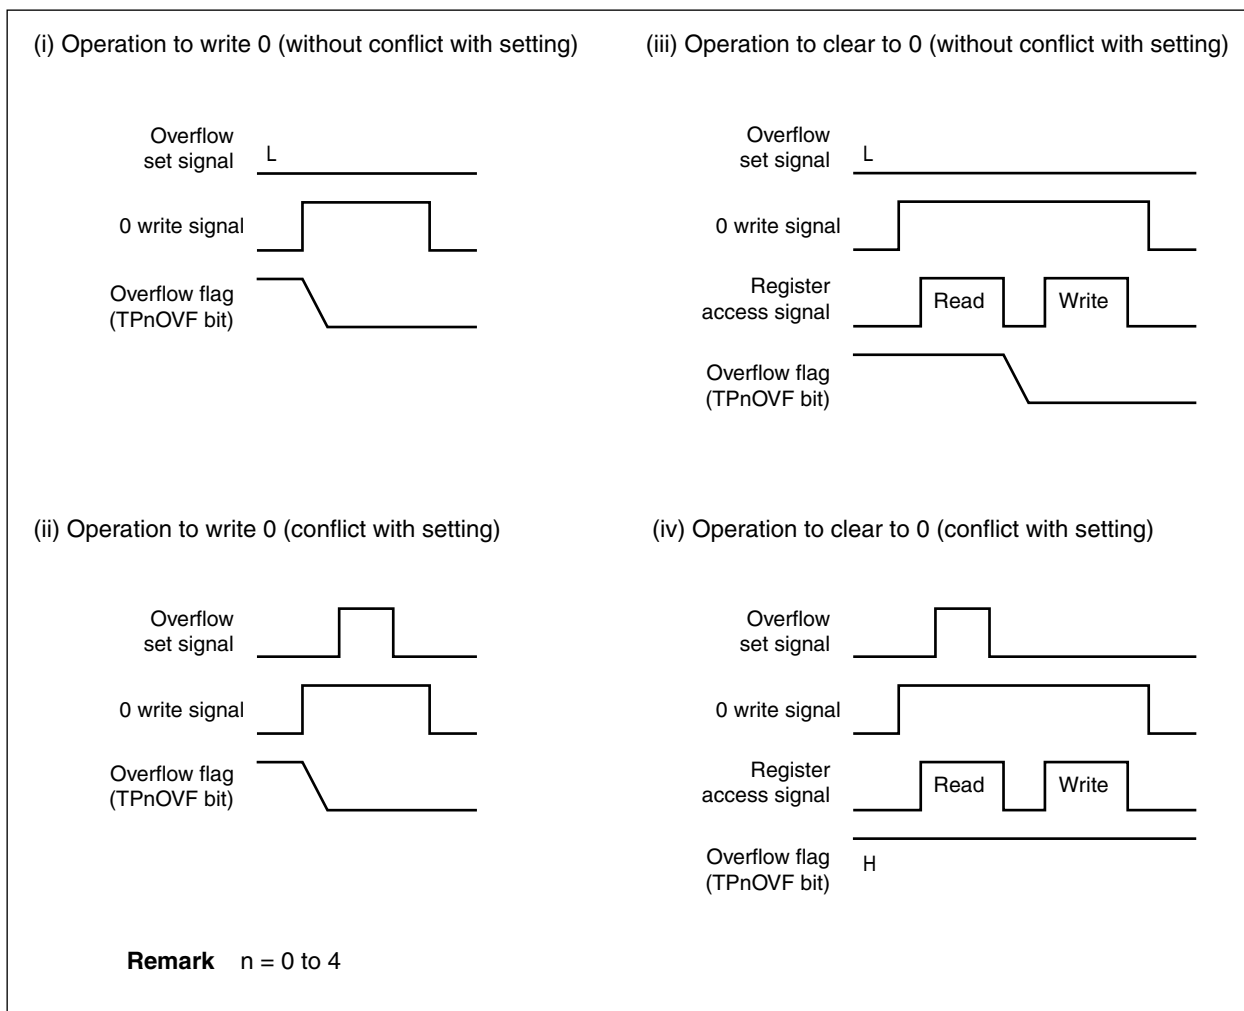 (i) Operation to write 0 (without conflict with setting)
Overflow
set signal
L
0 write signal
Overflow flag
(TPnOVF bit)
(iii) Operation to clear to 0 (without conflict with setting)
Overflow
set signal
L
0 write signal
Register
access signal
Read
Write
Overflow flag
(TPnOVF bit)
(ii) Operation to write 0 (conflict with setting)
Overflow
set signal
0 write signal
Overflow flag
(TPnOVF bit)
(iv) Operation to clear to 0 (conflict with setting)
Overflow
set signal
0 write signal
Register
access signal
Read
Write
Overflow flag
(TPnOVF bit)
H
Remark n = 0 to 4